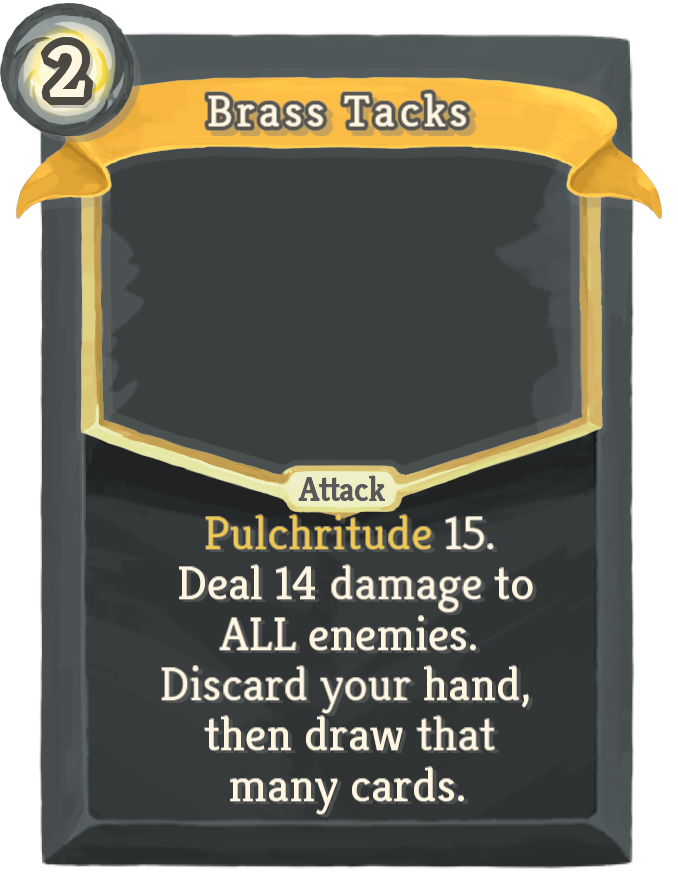 2
Brass Tacks
Attack
Pulchritude 15.
Deal 14 damage to
ALL enemies.
Discard your hand,
then draw that
many cards.